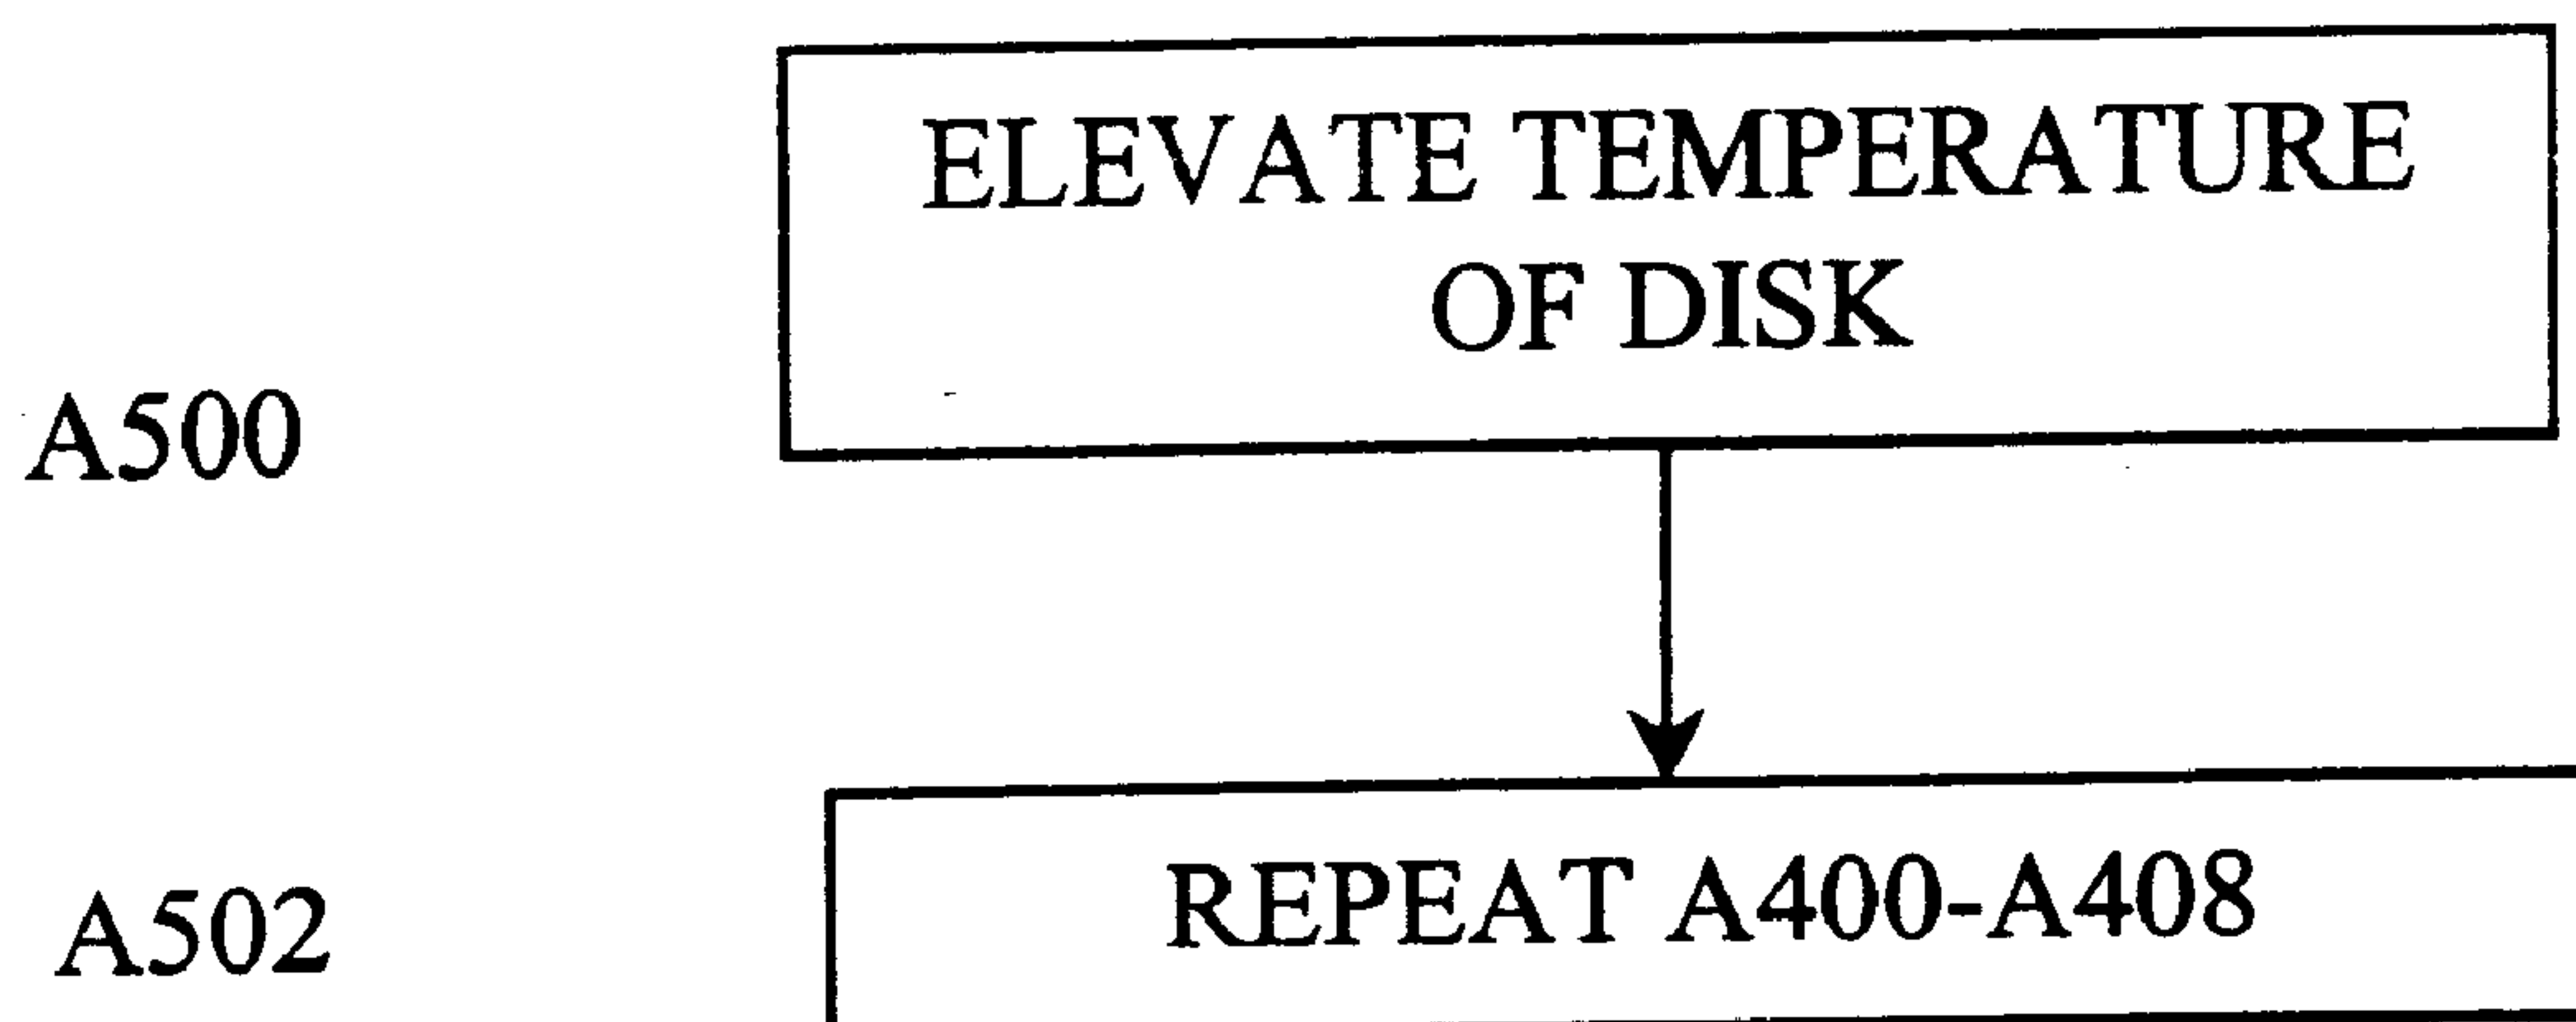 ELEVATE TEMPERATURE
OF DISK
A500
REPEAT A400-A408
A502